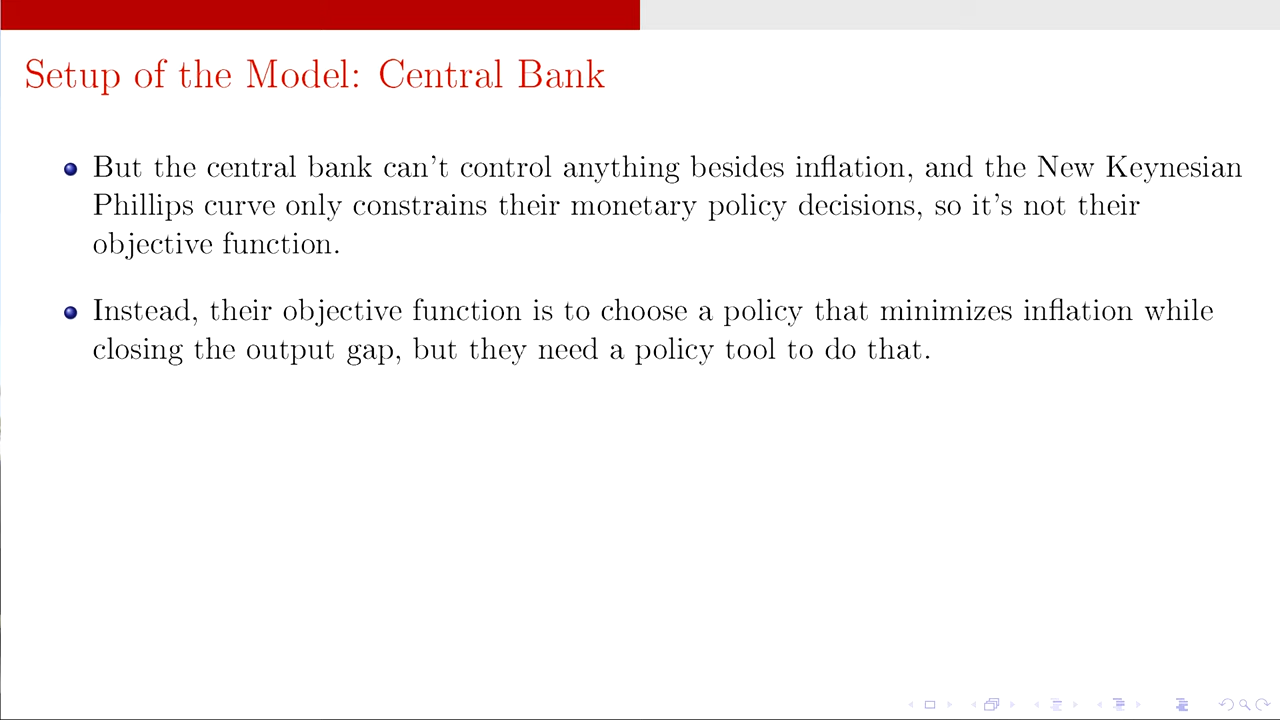 Setup of the Model: Central Bank
But the central bank can't control anything besides inflation, and the New Keynesian
Phillips curve only constrains their monetary policy decisions, so it's not their
objective function.
Instead, their objective function is to choose a policy that minimizes inflation while
closing the output gap, but they need a policy tool to do that.